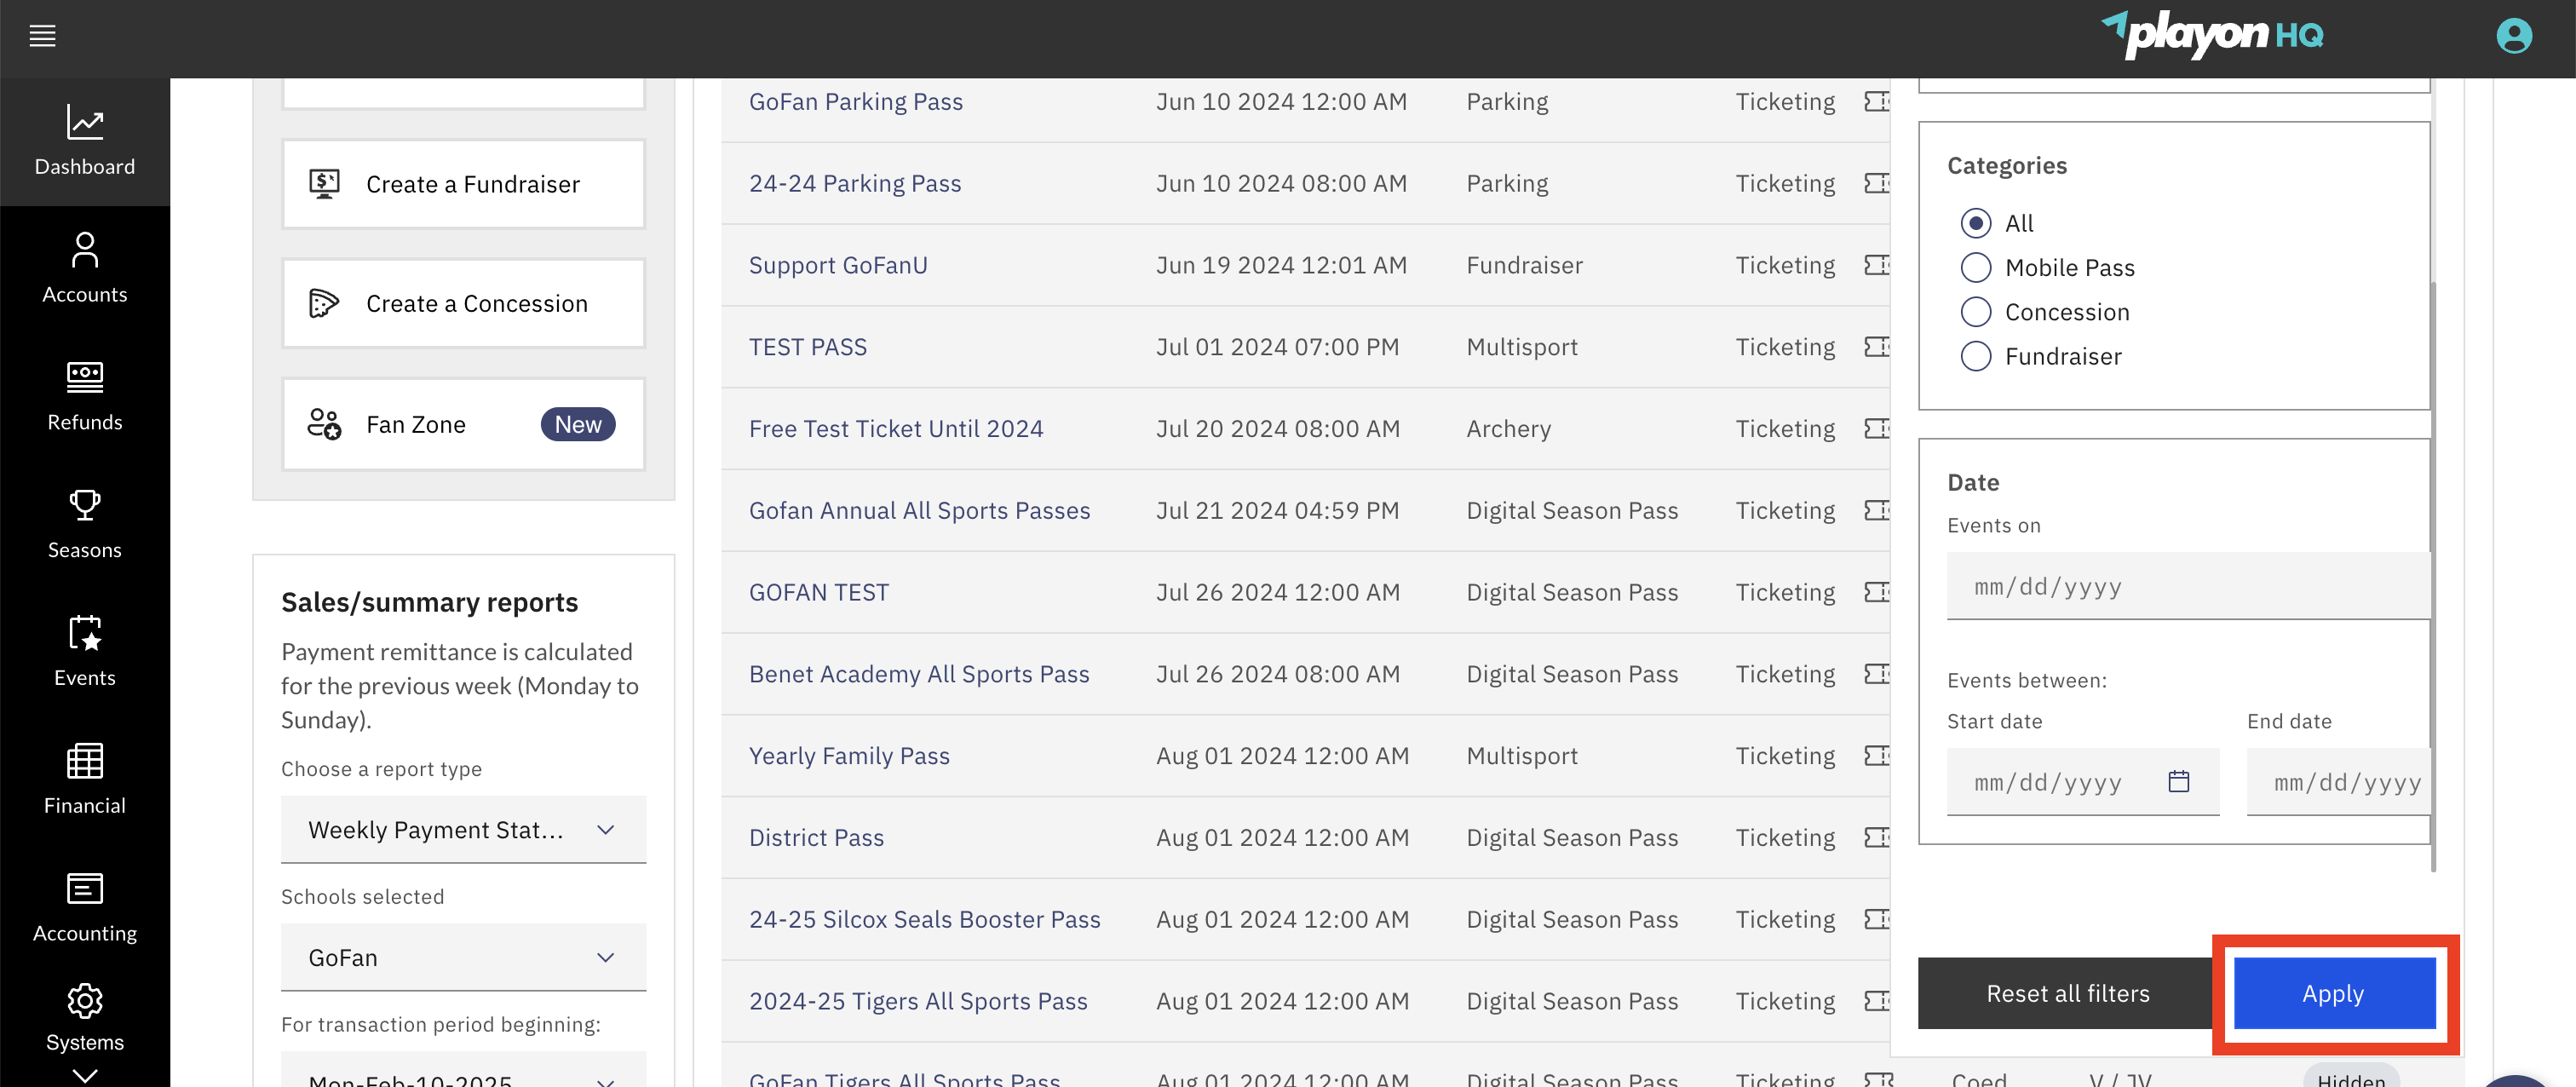 playon HQ
Dashboard
Accounts
Refunds
Seasons
Events
Financial
Accounting
Systems
Create a Fundraiser
Create a Concession
Fan Zone New
Sales/summary reports
Payment remittance is calculated
for the previous week (Monday to
Sunday).
Choose a report type
Weekly Payment Stat...
Schools selected
GoFan
For transaction period beginning:
Mon-Feb-10-2025
GoFan Parking Pass Jun 10 2024 12:00 AM Parking Ticketing
24-24 Parking Pass Jun 10 2024 08:00 AM Parking Ticketing
Support GoFanU Jun 19 2024 12:01 AM Fundraiser Ticketing
TEST PASS Jul 01 2024 07:00 PM Multisport Ticketing
Free Test Ticket Until 2024 Jul 20 2024 08:00 AM Archery Ticketing
Gofan Annual All Sports Passes Jul 21 2024 04:59 PM Digital Season Pass Ticketing
GOFAN TEST Jul 26 2024 12:00 AM Digital Season Pass Ticketing
Benet Academy All Sports Pass Jul 26 2024 08:00 AM Digital Season Pass Ticketing
Yearly Family Pass Aug 01 2024 12:00 AM Multisport Ticketing
District Pass Aug 01 2024 12:00 AM Digital Season Pass Ticketing
24-25 Silcox Seals Booster Pass Aug 01 2024 12:00 AM Digital Season Pass Ticketing
2024-25 Tigers All Sports Pass Aug 01 2024 12:00 AM Digital Season Pass Ticketing
GoFan Tigers All Sports Pass Aug 01 2024 12:00 AM Digital Season Pass Ticketing Coed V / JV Hidden
Categories
All
Mobile Pass
Concession
Fundraiser
Date
Events on
mm/dd/yyyy
Events between:
Start date End date
mm/dd/yyyy mm/dd/yyyy
Reset all filters Apply